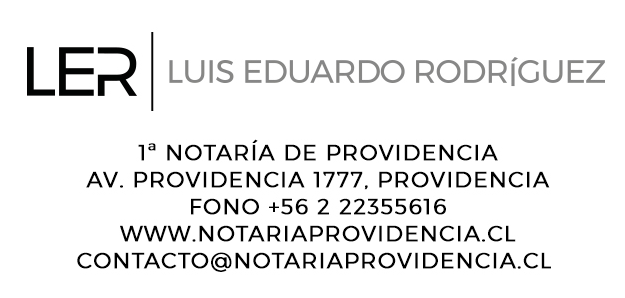 LER
LUIS EDUARDO RODRÍGUEZ
1ª NOTARÍA DE PROVIDENCIA
AV. PROVIDENCIA 1777, PROVIDENCIA
FONO +56 2 22355616
WWW.NOTARIAPROVIDENCIA.CL
CONTACTO@NOTARIAPROVIDENCIA.CL